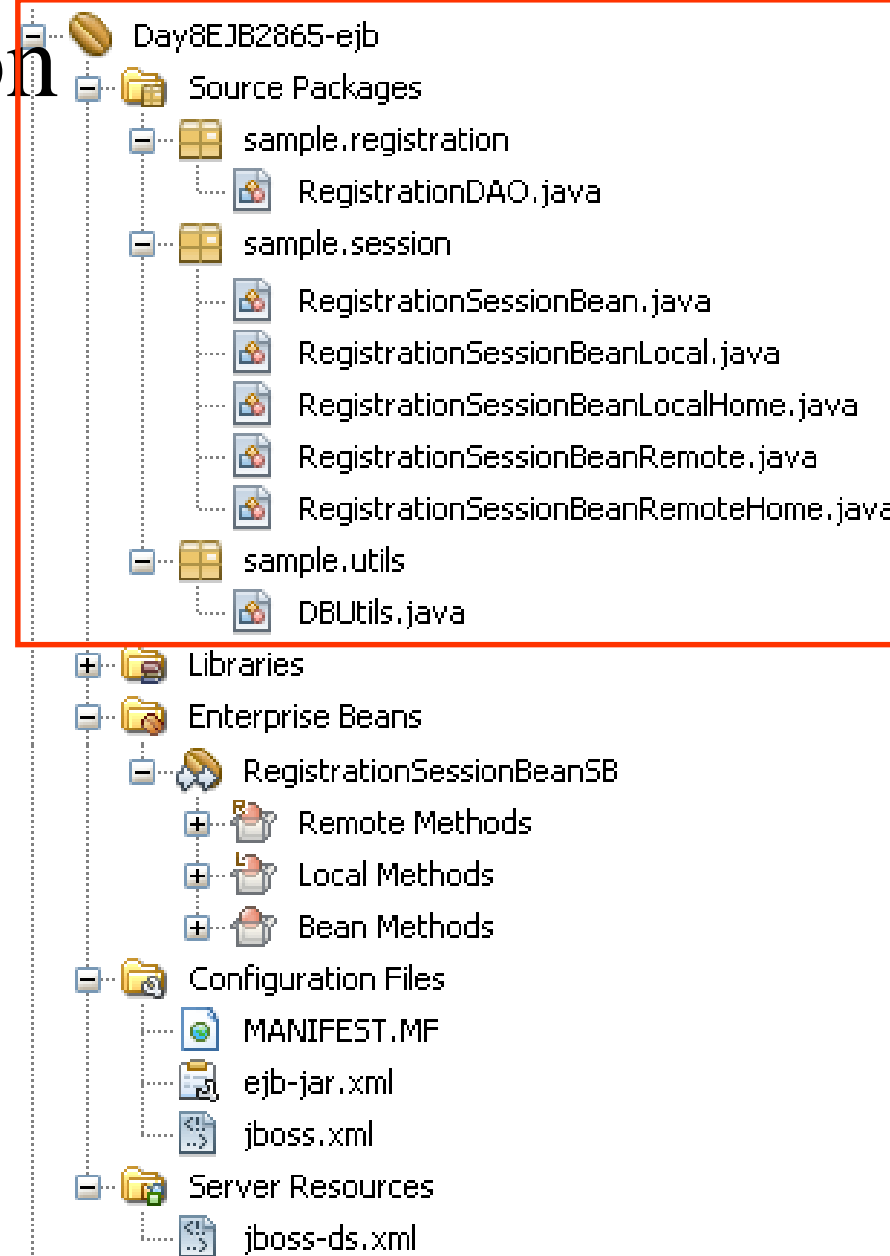 Day8EJB2865-ejb
on
Source Packages
sample.registration
RegistrationDAO.java
sample.session
RegistrationSessionBean.java
RegistrationSessionBeanLocal.java
RegistrationSessionBeanLocalHome.java
RegistrationSessionBeanRemote.java
RegistrationSessionBeanRemoteHome.java
sample.utils
DBUtils.java
Libraries
Enterprise Beans
RegistrationSessionBeanSB
Remote Methods
Local Methods
Bean Methods
Configuration Files
MANIFEST.MF
ejb-jar.xml
jboss.xml
Server Resources
jboss-ds.xml